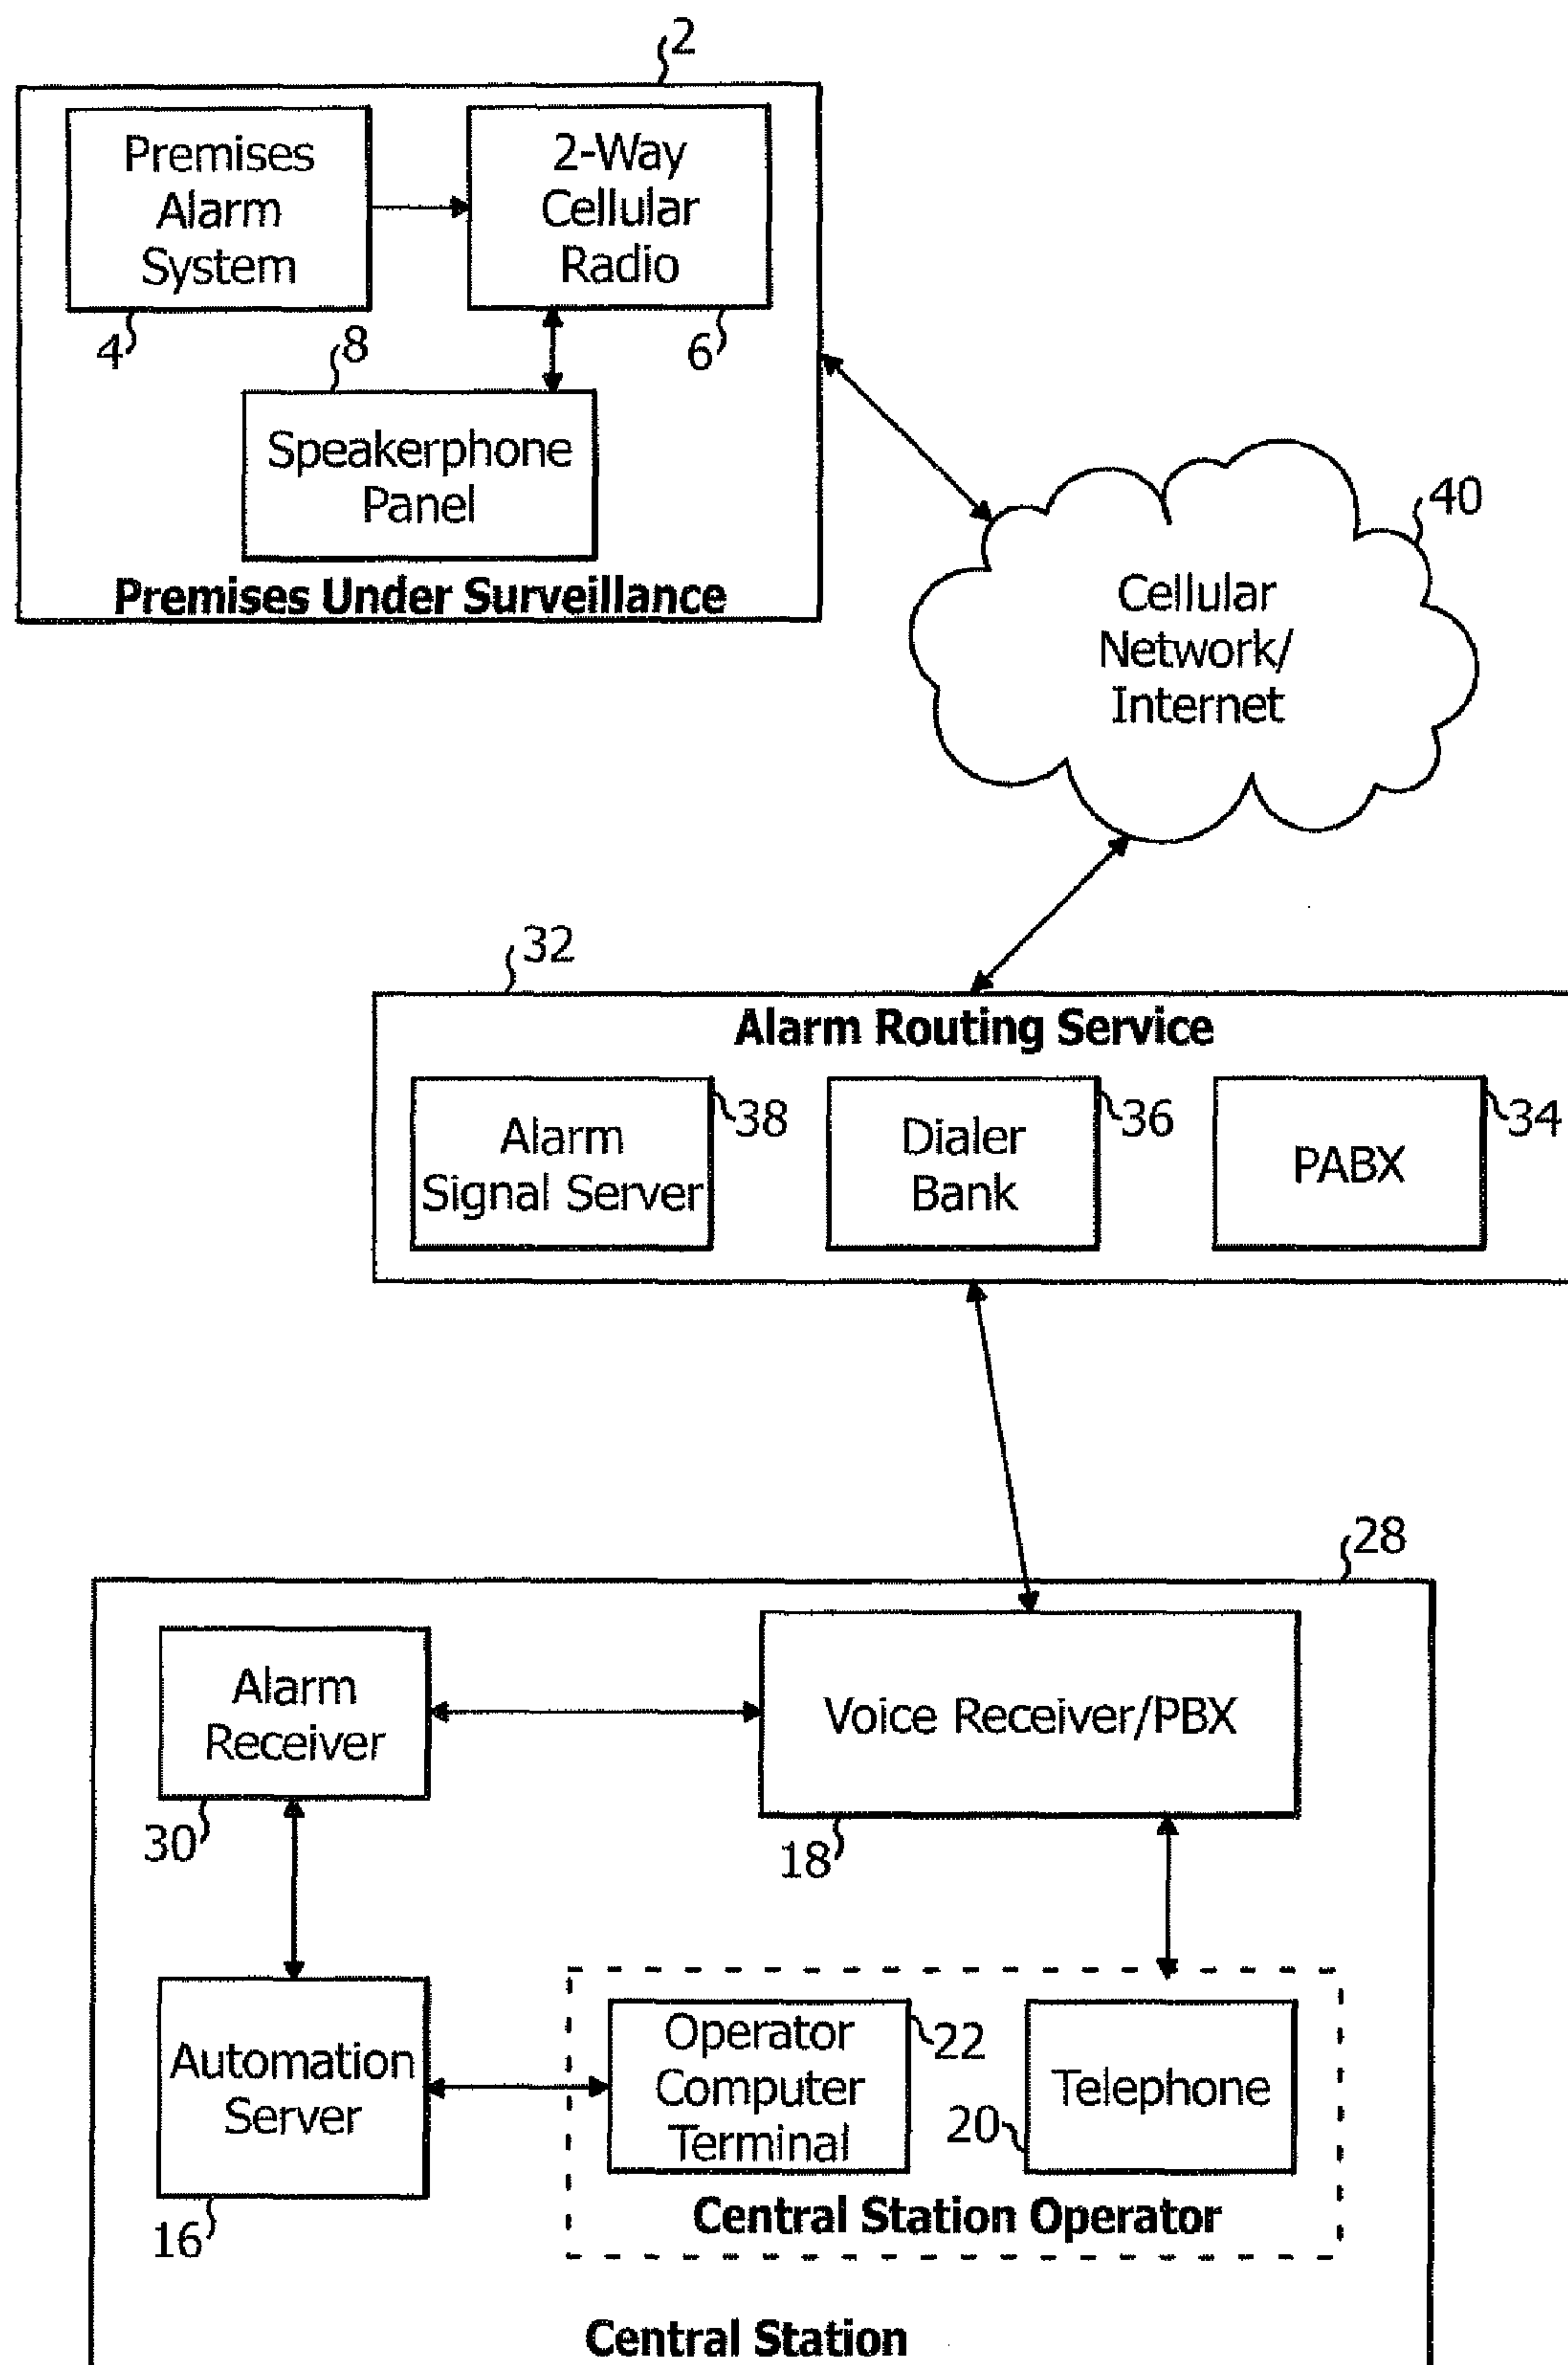 2
Premises
Alarm
System
2-Way
Cellular
Radio
4
8
6
Speakerphone
Panel
Premises Under Surveillance
40
Cellular
Network/
Internet
32
Alarm Routing Service
Alarm
Signal Server
38
Dialer
Bank
36
PABX
34
28
Alarm
Receiver
Voice Receiver/PBX
30
18
Automation
Server
Operator
Computer
Terminal
22
20
Telephone
16
Central Station Operator
Central Station